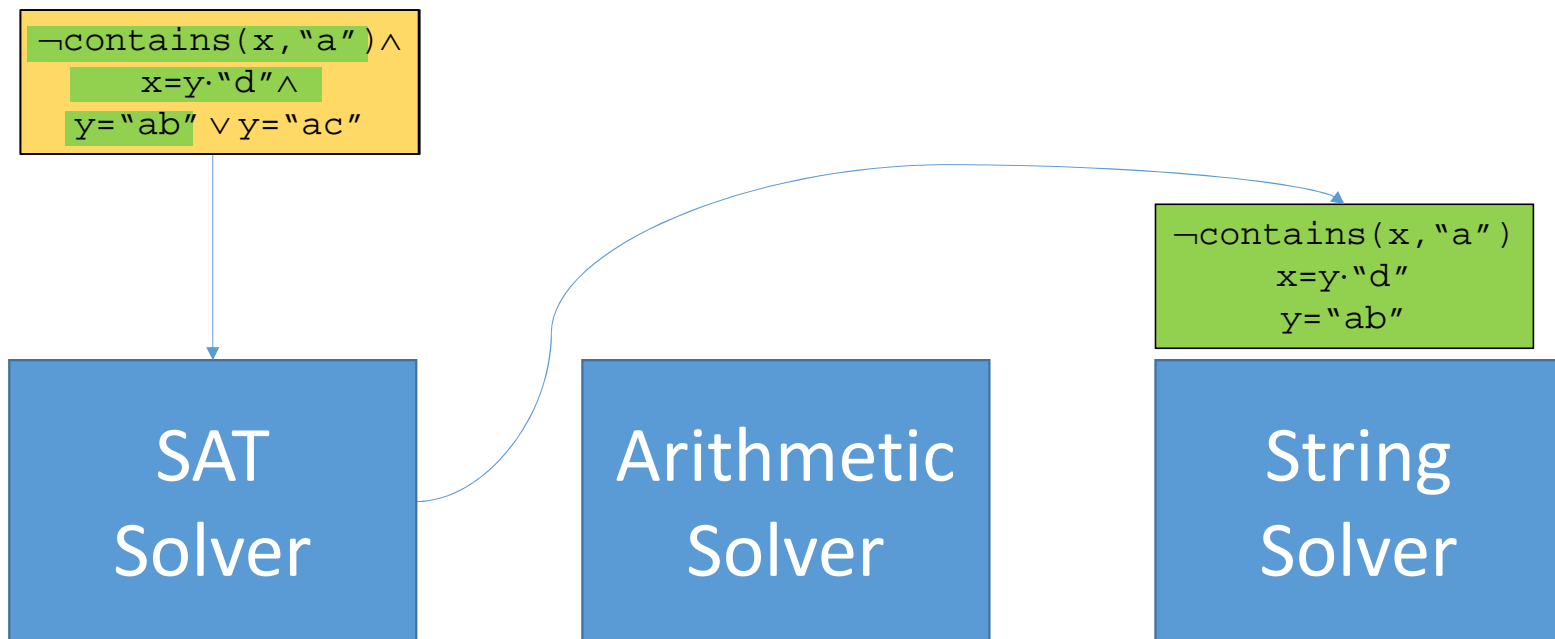 ¬contains(x,“a”)∧
x=y·“d”∧
y=“ab” ∨ y=“ac”
¬contains(x,“a”)
x=y·“d”
y=“ab”
SAT
Solver
Arithmetic
Solver
String
Solver